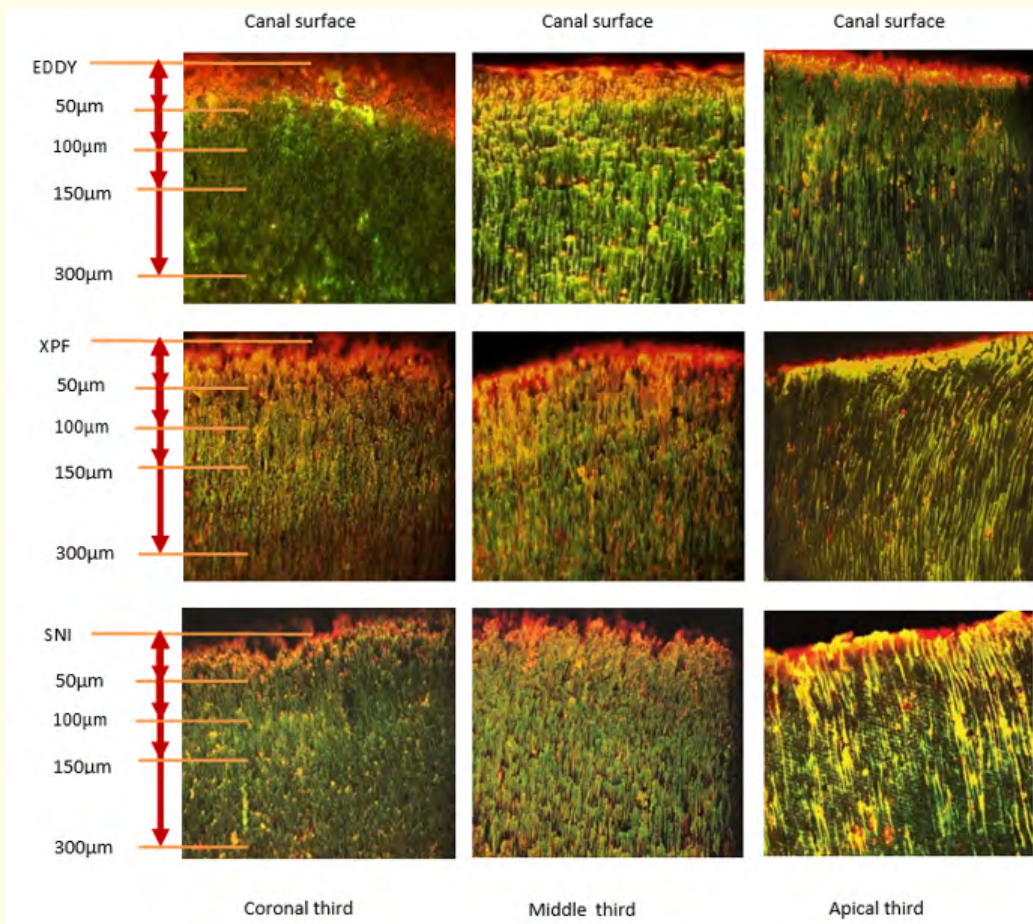 Canal surface Canal surface Canal surface
EDDY
50µm
100µm
150µm
300µm
XPF
50µm
100µm
150µm
300µm
SNI
50µm
100µm
150µm
300µm
Coronal third Middle third Apical third